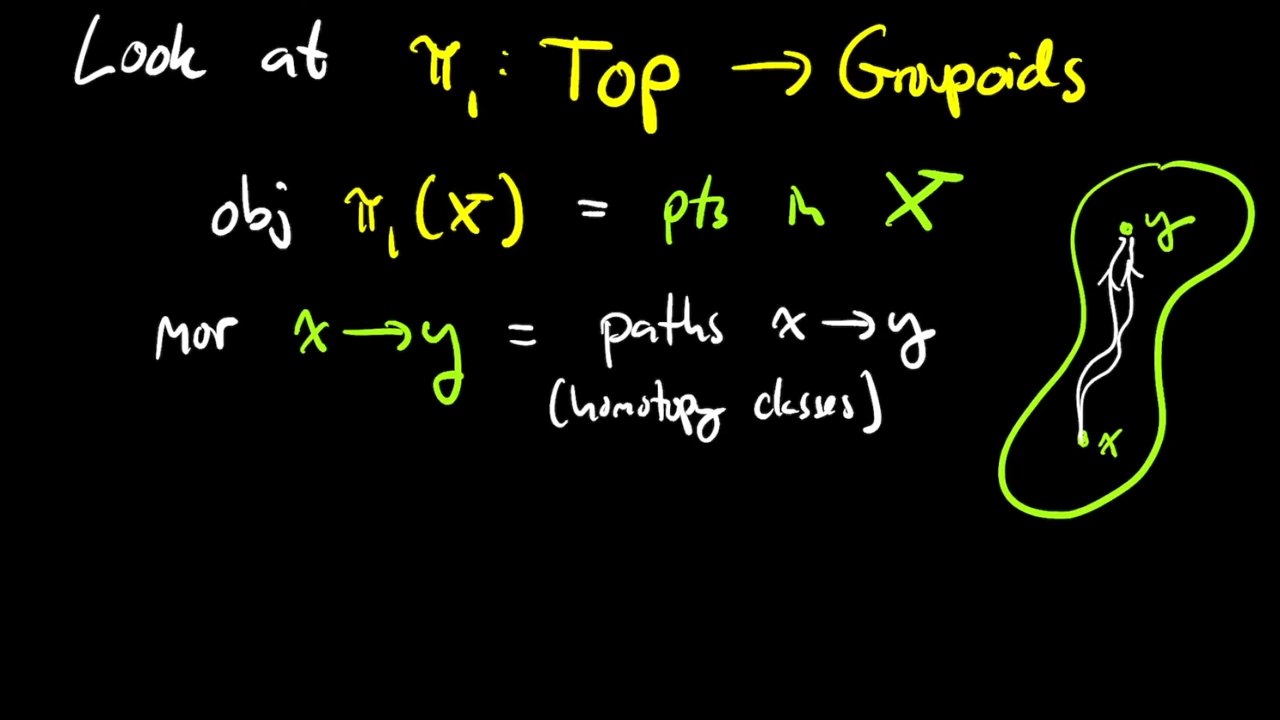 Look at π₁ : Top → Groupoids
obj π₁(X) = pts in X
mor x → y = paths x → y
(homotopy classes)
y
x